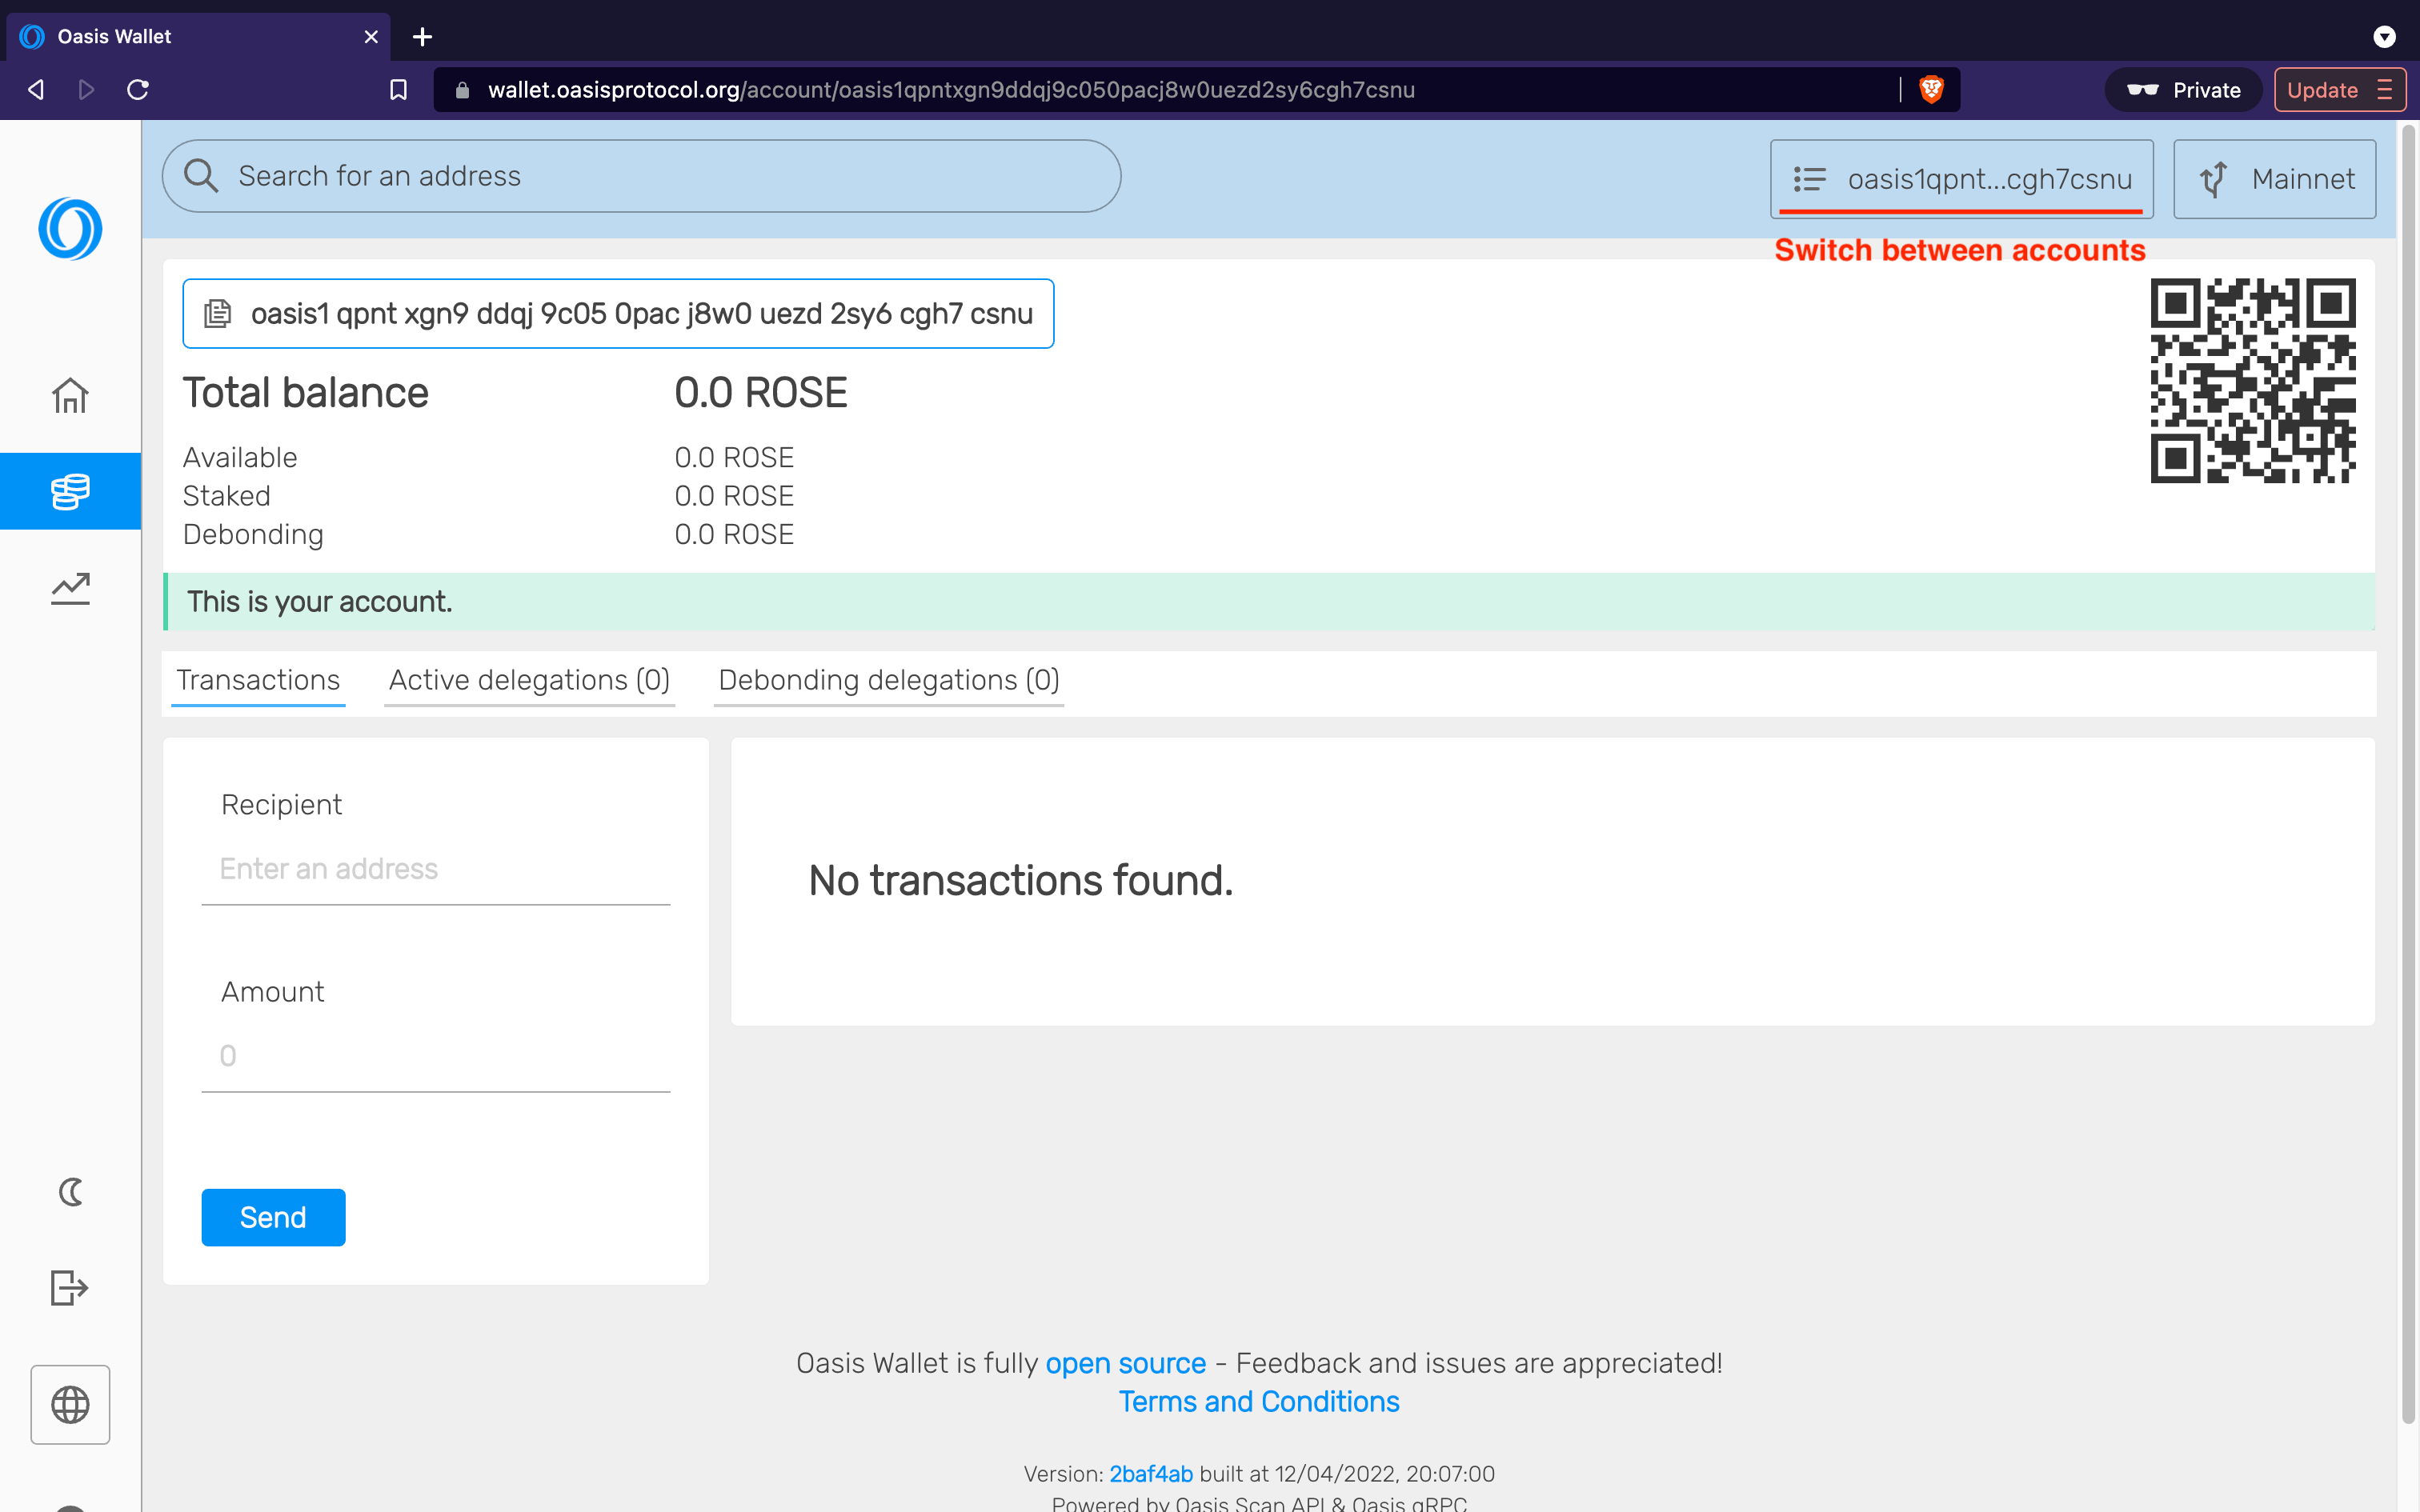 Oasis Wallet
wallet.oasisprotocol.org/account/oasis1qpntxgn9ddqj9c050pacj8w0uezd2sy6cgh7csnu
Private
Update
Search for an address
oasis1qpnt...cgh7csnu
Mainnet
Switch between accounts
oasis1 qpnt xgn9 ddqj 9c05 0pac j8w0 uezd 2sy6 cgh7 csnu
Total balance 0.0 ROSE
Available 0.0 ROSE
Staked 0.0 ROSE
Debonding 0.0 ROSE
This is your account.
Transactions Active delegations (0) Debonding delegations (0)
Recipient
Enter an address
Amount
0
Send
No transactions found.
Oasis Wallet is fully open source - Feedback and issues are appreciated!
Terms and Conditions
Version: 2baf4ab built at 12/04/2022, 20:07:00
Powered by Oasis Scan API & Oasis gRPC